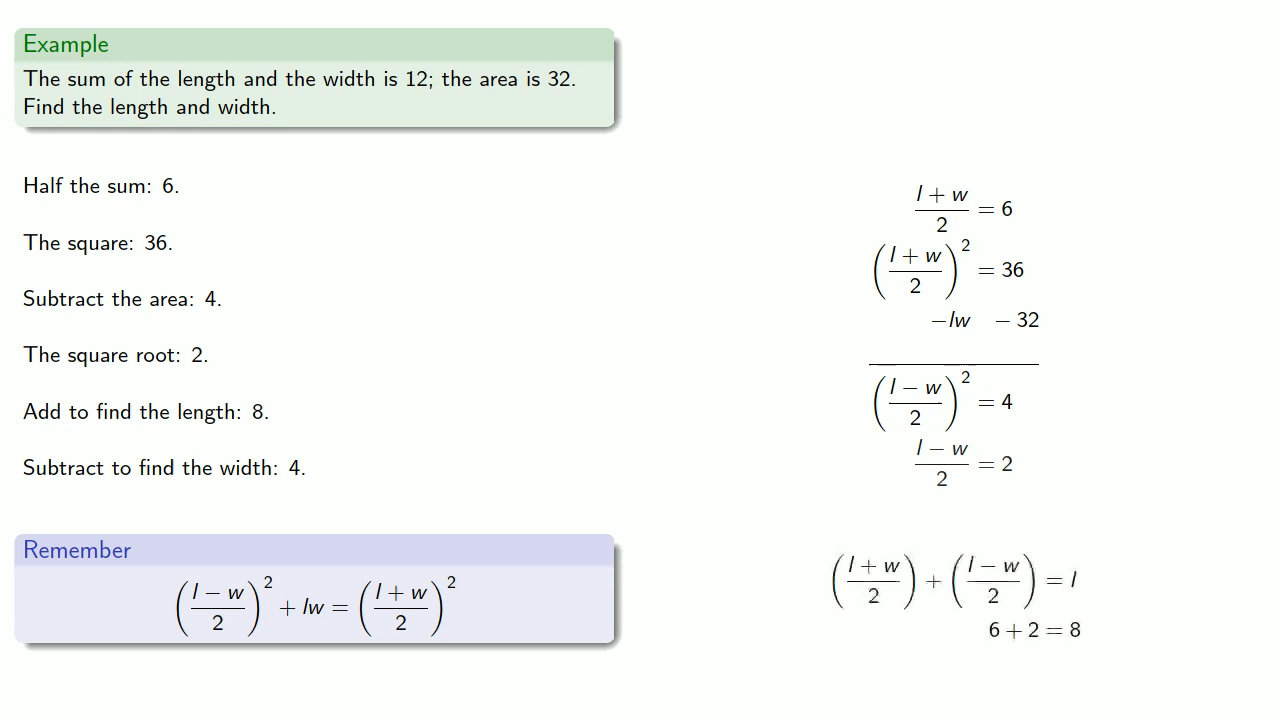 Example
The sum of the length and the width is 12; the area is 32.
Find the length and width.
Half the sum: 6.
The square: 36.
Subtract the area: 4.
The square root: 2.
Add to find the length: 8.
Subtract to find the width: 4.
Remember
((l − w)/2)² + lw = ((l + w)/2)²
(l + w)/2 = 6
((l + w)/2)² = 36
−lw − 32
((l − w)/2)² = 4
(l − w)/2 = 2
((l + w)/2) + ((l − w)/2) = l
6 + 2 = 8